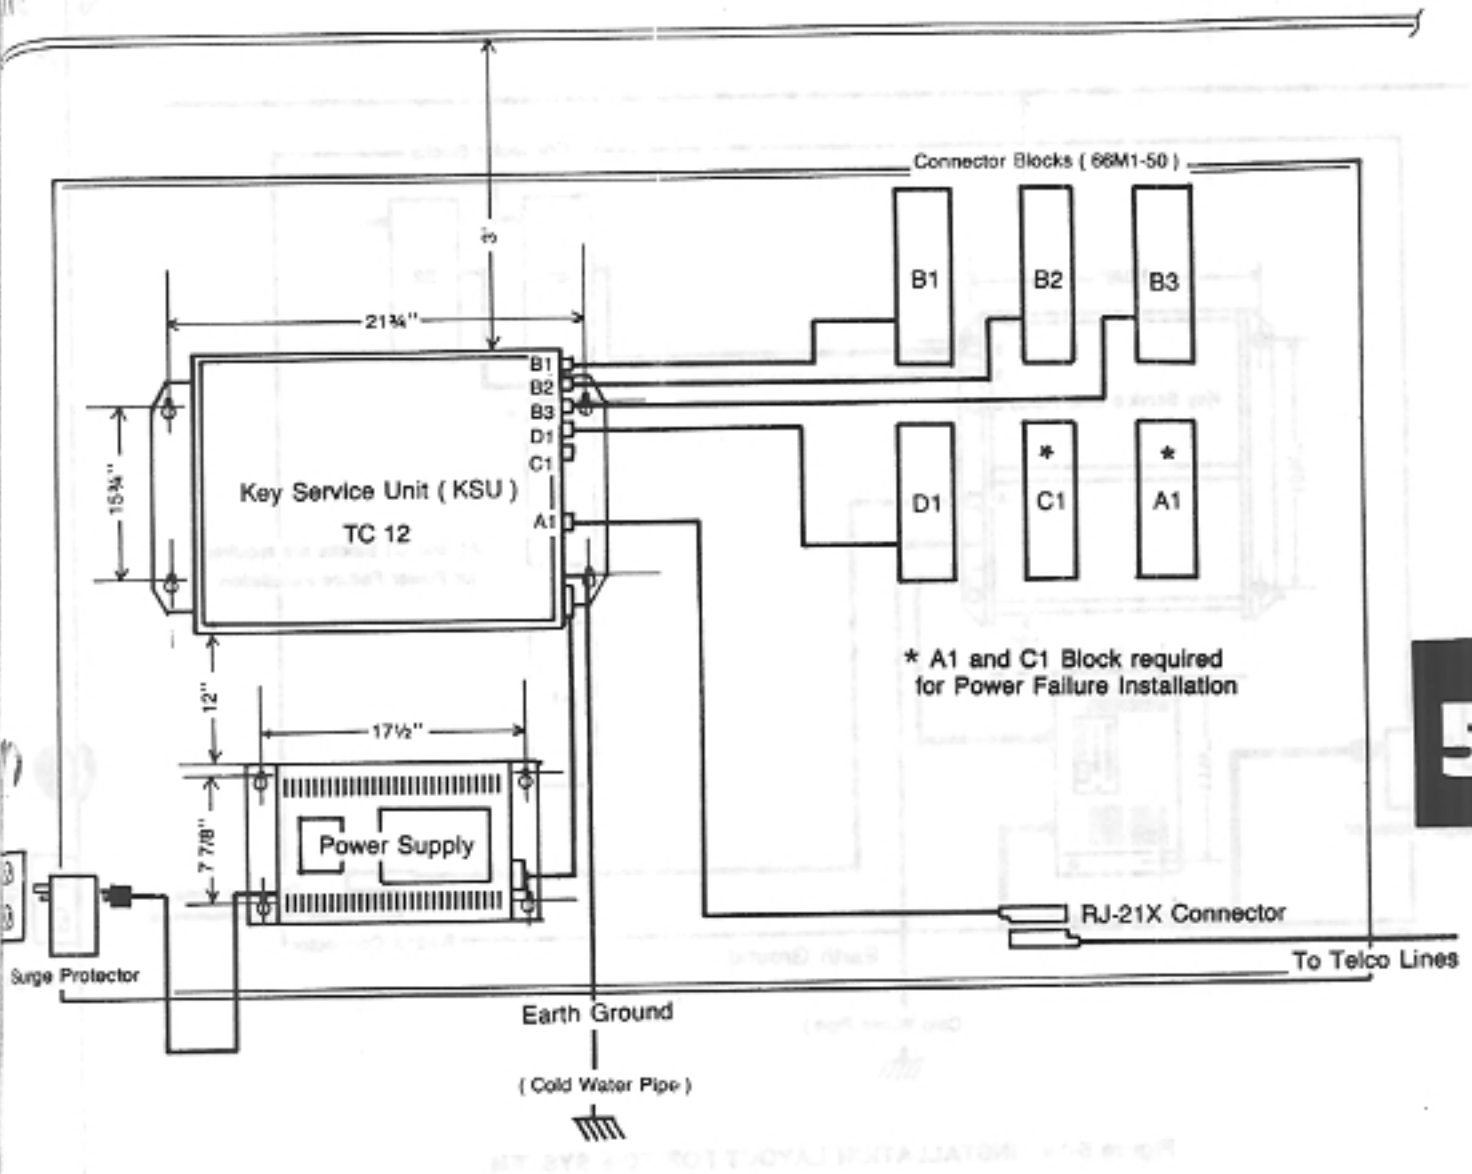 Connector Blocks ( 66M1-50 )
3'
B1
B2
B3
21¾"
B1
B2
B3
D1
C1
A1
15¾"
Key Service Unit ( KSU )
TC 12
D1
*
C1
*
A1
* A1 and C1 Block required
for Power Failure Installation
12"
17½"
7 7/8"
Power Supply
RJ-21X Connector
To Telco Lines
Surge Protector
Earth Ground
( Cold Water Pipe )